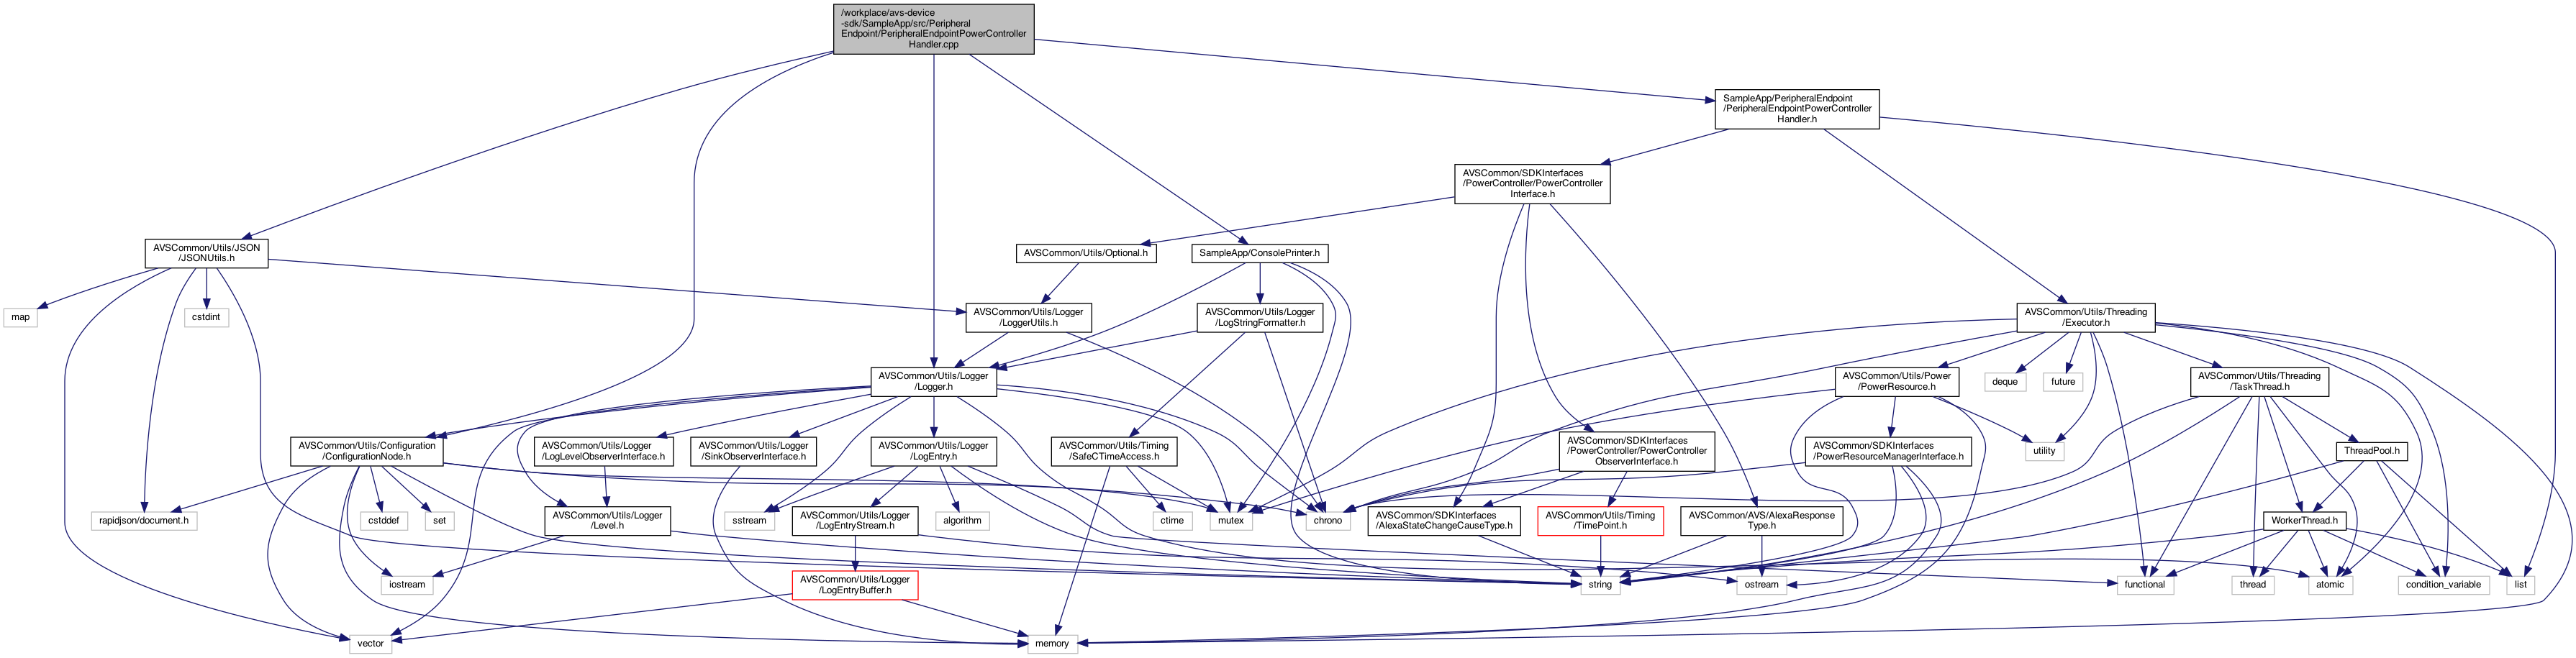 /workplace/avs-device
-sdk/SampleApp/src/Peripheral
Endpoint/PeripheralEndpointPowerController
Handler.cpp
SampleApp/PeripheralEndpoint
/PeripheralEndpointPowerController
Handler.h
AVSCommon/SDKInterfaces
/PowerController/PowerController
Interface.h
AVSCommon/Utils/JSON
/JSONUtils.h
AVSCommon/Utils/Optional.h
SampleApp/ConsolePrinter.h
map
cstdint
AVSCommon/Utils/Logger
/LoggerUtils.h
AVSCommon/Utils/Logger
/LogStringFormatter.h
AVSCommon/Utils/Threading
/Executor.h
AVSCommon/Utils/Logger
/Logger.h
AVSCommon/Utils/Power
/PowerResource.h
deque
future
AVSCommon/Utils/Threading
/TaskThread.h
AVSCommon/Utils/Configuration
/ConfigurationNode.h
AVSCommon/Utils/Logger
/LogLevelObserverInterface.h
AVSCommon/Utils/Logger
/SinkObserverInterface.h
AVSCommon/Utils/Logger
/LogEntry.h
AVSCommon/Utils/Timing
/SafeCTimeAccess.h
AVSCommon/SDKInterfaces
/PowerController/PowerController
ObserverInterface.h
AVSCommon/SDKInterfaces
/PowerResourceManagerInterface.h
utility
ThreadPool.h
rapidjson/document.h
cstddef
set
AVSCommon/Utils/Logger
/Level.h
sstream
AVSCommon/Utils/Logger
/LogEntryStream.h
algorithm
ctime
mutex
chrono
AVSCommon/SDKInterfaces
/AlexaStateChangeCauseType.h
AVSCommon/Utils/Timing
/TimePoint.h
AVSCommon/AVS/AlexaResponse
Type.h
WorkerThread.h
iostream
AVSCommon/Utils/Logger
/LogEntryBuffer.h
string
ostream
functional
thread
atomic
condition_variable
list
vector
memory